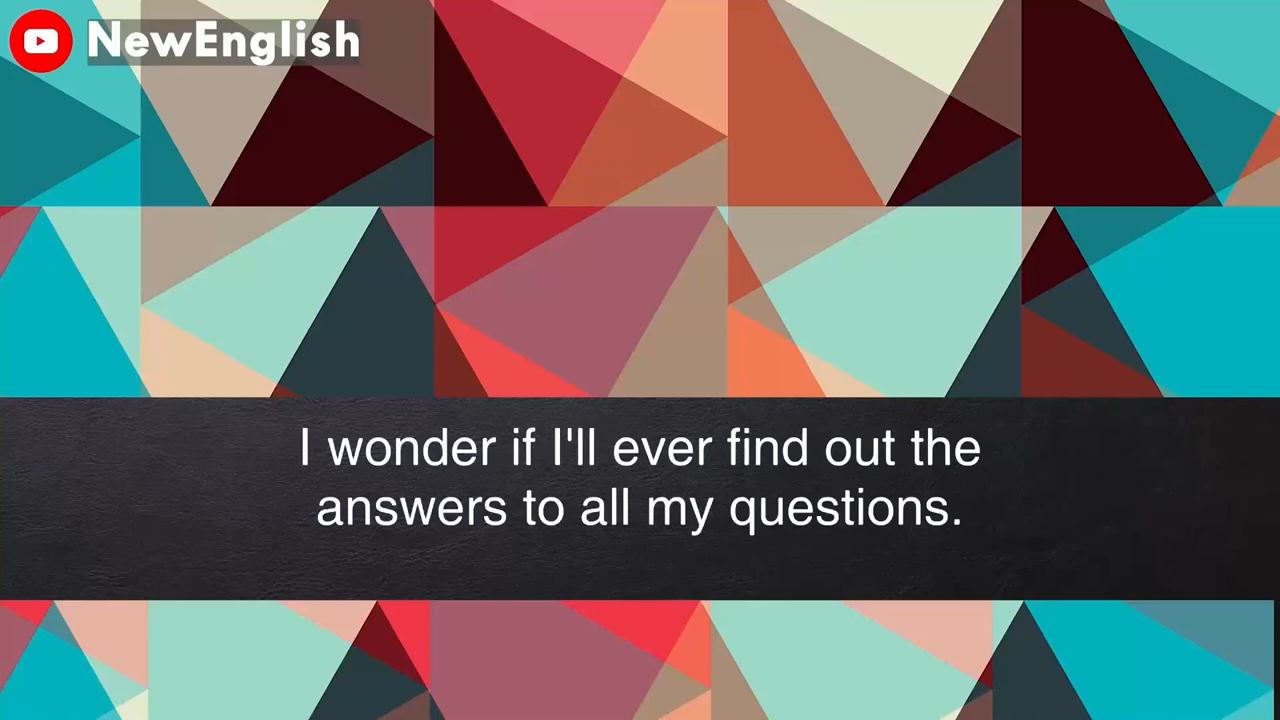 NewEnglish
I wonder if I'll ever find out the
answers to all my questions.